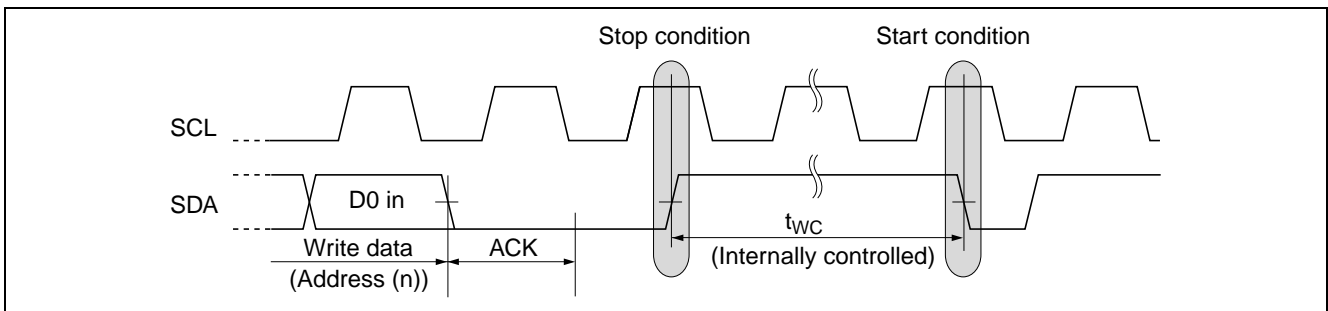 Stop condition
Start condition
SCL
SDA
D0 in
Write data
(Address (n))
ACK
tWC
(Internally controlled)